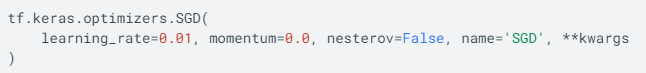 tf.keras.optimizers.SGD(
    learning_rate=0.01, momentum=0.0, nesterov=False, name='SGD', **kwargs
)